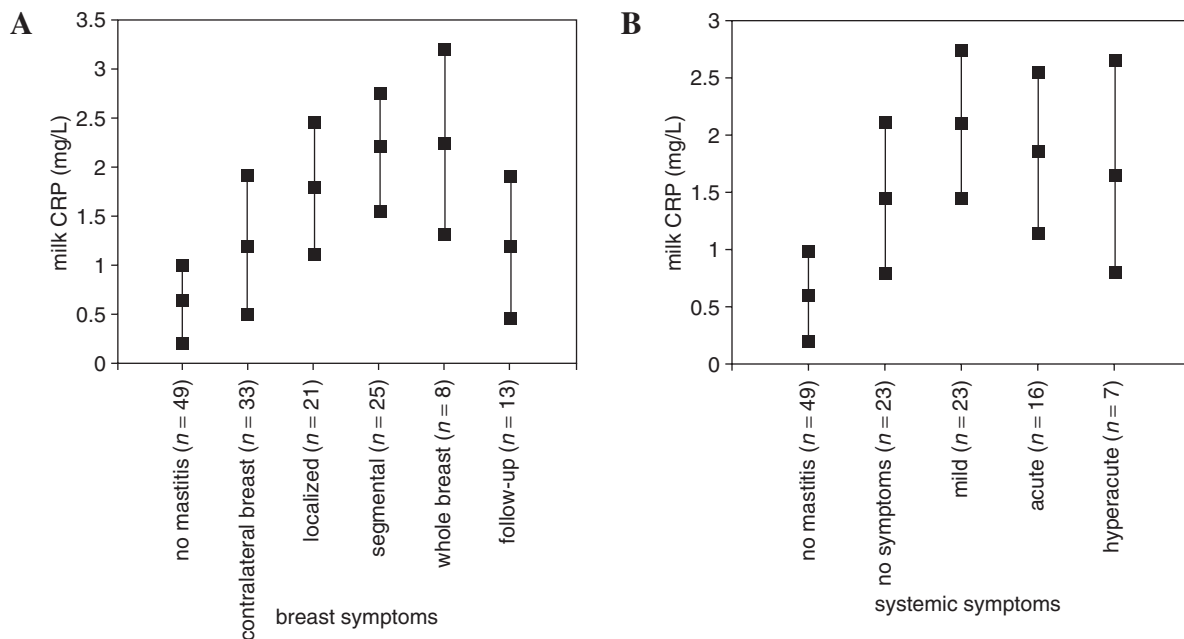 A
milk CRP (mg/L)
3.5
3
2.5
2
1.5
1
0.5
0
no mastitis (n = 49)
contralateral breast (n = 33)
localized (n = 21)
segmental (n = 25)
whole breast (n = 8)
follow-up (n = 13)
breast symptoms
B
milk CRP (mg/L)
3
2.5
2
1.5
1
0.5
0
no mastitis (n = 49)
no symptoms (n = 23)
mild (n = 23)
acute (n = 16)
hyperacute (n = 7)
systemic symptoms